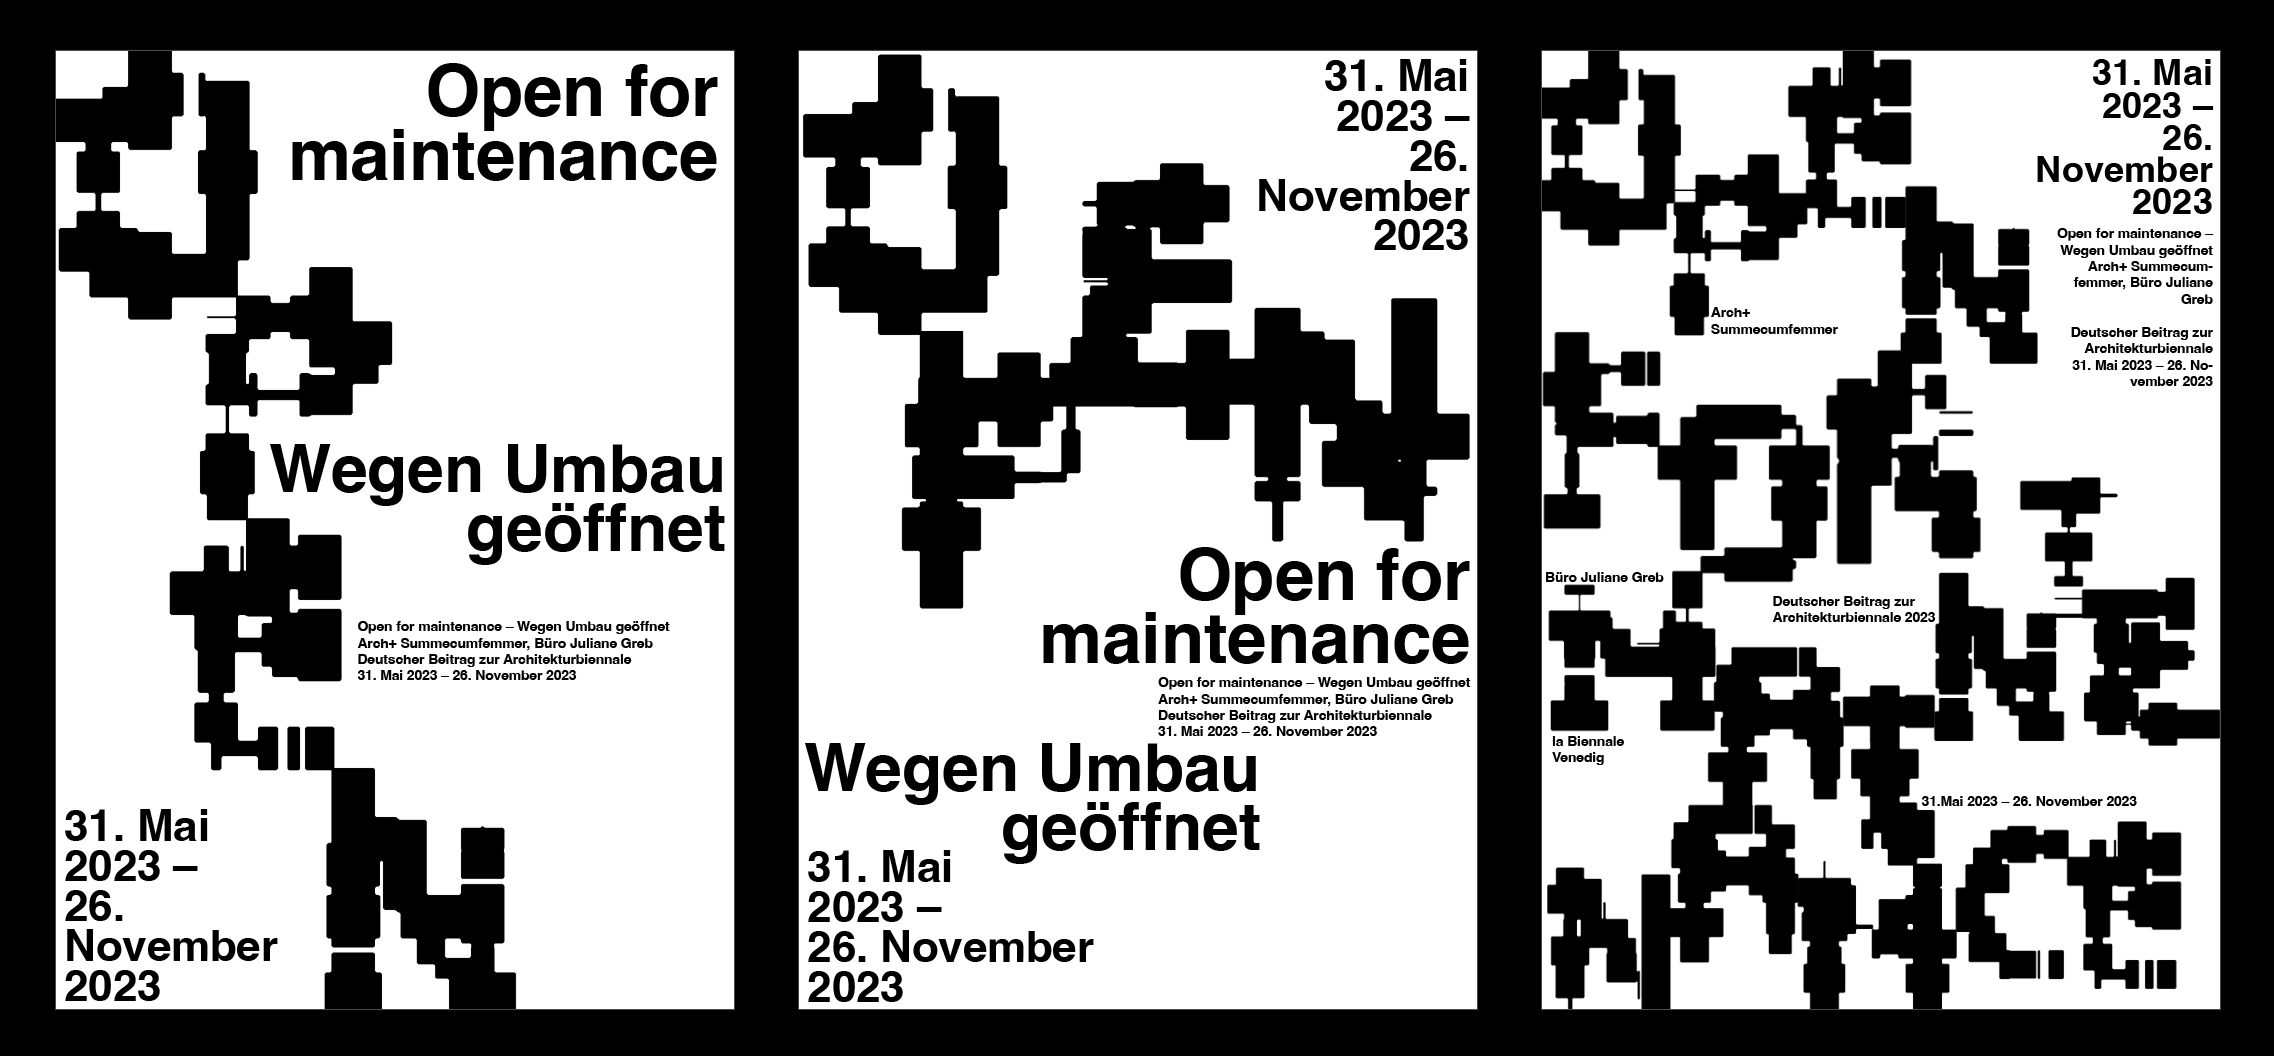 Open for
maintenance
Wegen Umbau
geöffnet
Open for maintenance – Wegen Umbau geöffnet
Arch+ Summecumfemmer, Büro Juliane Greb
Deutscher Beitrag zur Architekturbiennale
31. Mai 2023 – 26. November 2023
31. Mai
2023 –
26.
November
2023
31. Mai
2023 –
26.
November
2023
Open for
maintenance
Open for maintenance – Wegen Umbau geöffnet
Arch+ Summecumfemmer, Büro Juliane Greb
Deutscher Beitrag zur Architekturbiennale
31. Mai 2023 – 26. November 2023
Wegen Umbau
geöffnet
31. Mai
2023 –
26. November
2023
31. Mai
2023 –
26.
November
2023
Open for maintenance –
Wegen Umbau geöffnet
Arch+ Summecum-
femmer, Büro Juliane
Greb
Deutscher Beitrag zur
Architekturbiennale
31. Mai 2023 – 26. No-
vember 2023
Arch+
Summecumfemmer
Büro Juliane Greb
Deutscher Beitrag zur
Architekturbiennale 2023
la Biennale
Venedig
31.Mai 2023 – 26. November 2023